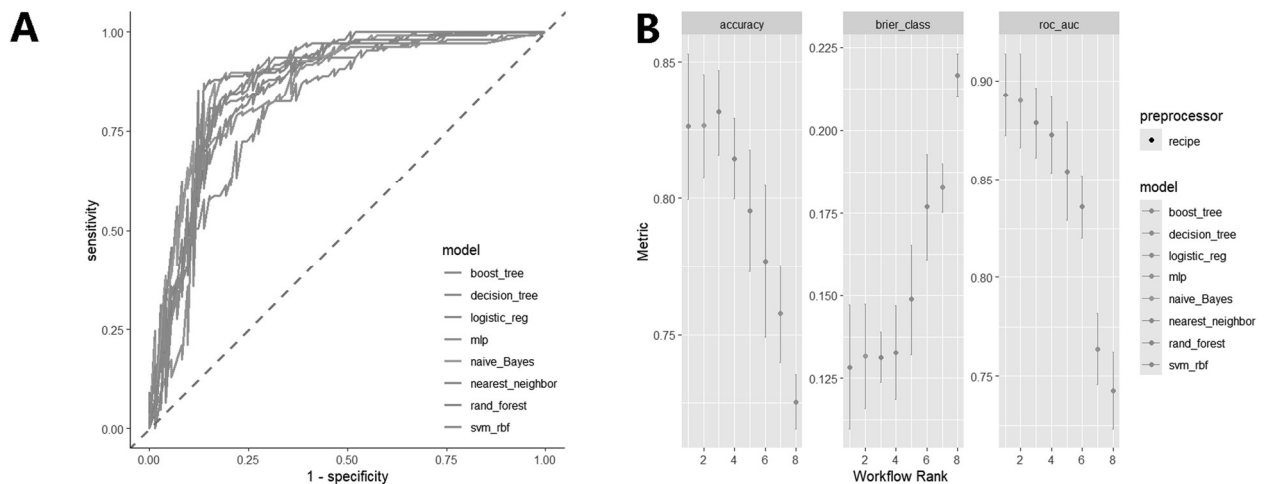 A
1.00
0.75
0.50
0.25
0.00
sensitivity
0.00 0.25 0.50 0.75 1.00
1 - specificity
model
boost_tree
decision_tree
logistic_reg
mlp
naive_Bayes
nearest_neighbor
rand_forest
svm_rbf
B
accuracy brier_class roc_auc
Metric
0.85
0.80
0.75
0.225
0.200
0.175
0.150
0.125
0.90
0.85
0.80
0.75
2 4 6 8 2 4 6 8 2 4 6 8
Workflow Rank
preprocessor
recipe
model
boost_tree
decision_tree
logistic_reg
mlp
naive_Bayes
nearest_neighbor
rand_forest
svm_rbf